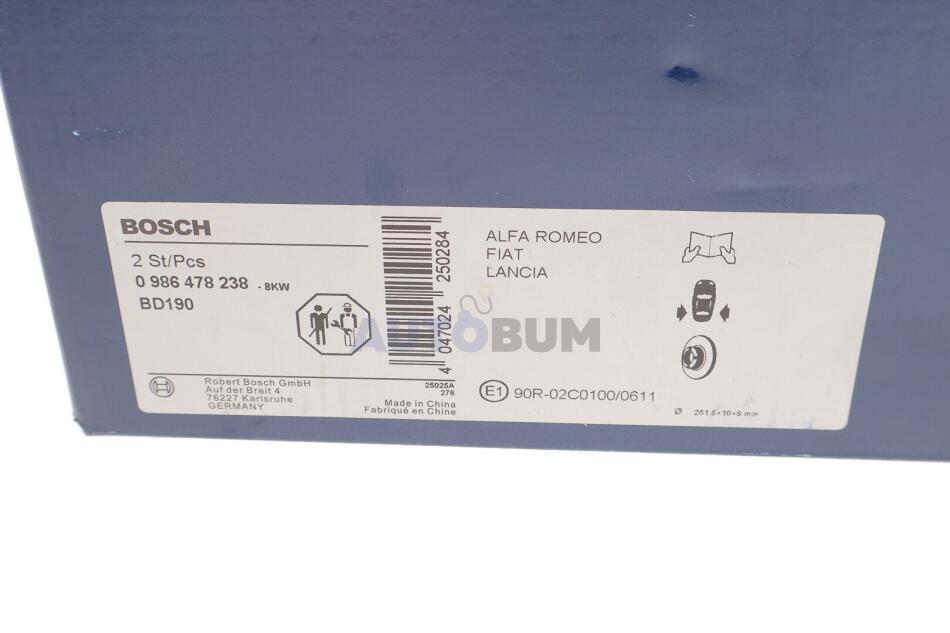 BOSCH
2 St/Pcs
0 986 478 238 - 8KW
BD190
4 047024 250284
ALFA ROMEO
FIAT
LANCIA
AUTOBUM
Robert Bosch GmbH
Auf der Breit 4
76227 Karlsruhe
GERMANY
25025A
276
Made in China
Fabriqué en Chine
E1 90R-02C0100/0611
Ø 251,5×10×9 mm